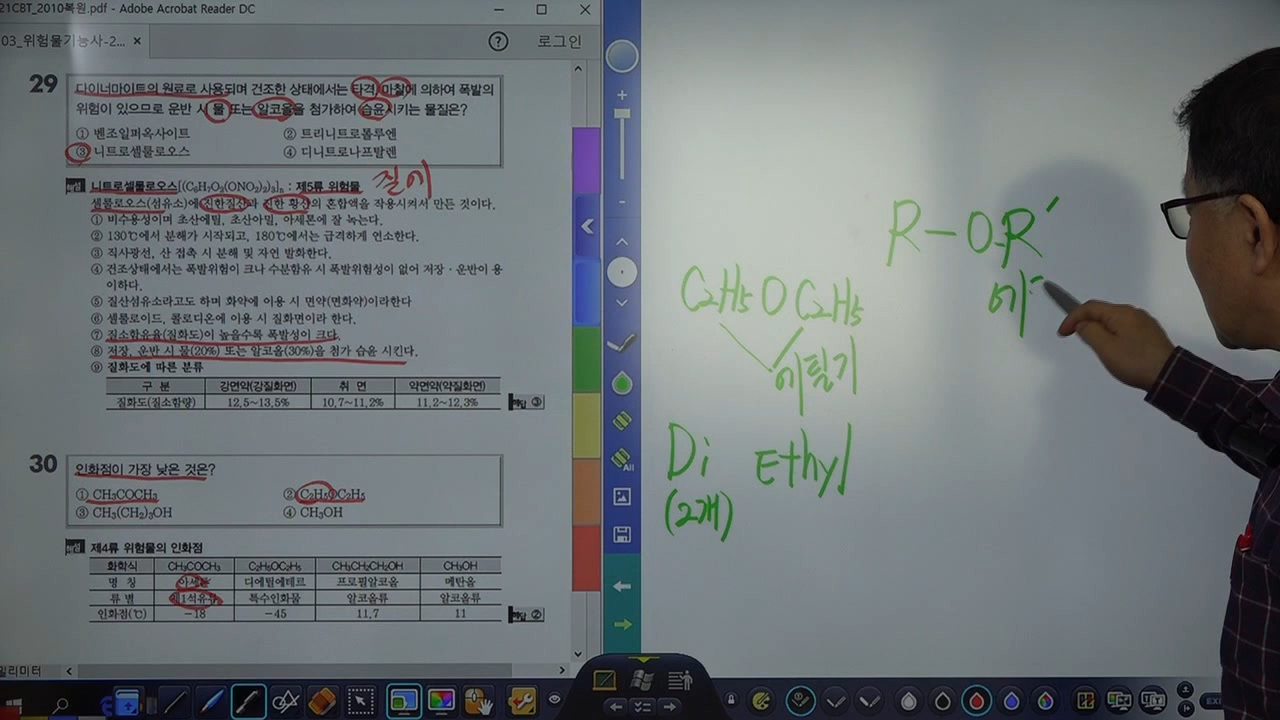 21CBT_2010복원.pdf - Adobe Acrobat Reader DC
03_위험물기능사-2...
로그인
29
다이너마이트의 원료로 사용되며 건조한 상태에서는 타격, 마찰에 의하여 폭발의
위험이 있으므로 운반 시 물 또는 알코올을 첨가하여 습윤시키는 물질은?
① 벤조일퍼옥사이트 ② 트리니트로톨루엔
③ 니트로셀룰로오스 ④ 디니트로나프탈렌
해설 니트로셀룰로오스[(C₆H₇O₂(ONO₂)₃)]n : 제5류 위험물
셀룰로오스(섬유소)에 진한질산과 진한 황산의 혼합액을 작용시켜서 만든 것이다.
① 비수용성이며 초산에틸, 초산아밀, 아세톤에 잘 녹는다.
② 130℃에서 분해가 시작되고, 180℃에서는 급격하게 연소한다.
③ 직사광선, 산 접촉 시 분해 및 자연 발화한다.
④ 건조상태에서는 폭발위험이 크나 수분함유 시 폭발위험성이 없어 저장·운반이 용
이하다.
⑤ 질산섬유소라고도 하며 화약에 이용 시 면약(면화약)이라한다
⑥ 셀룰로이드, 콜로디온에 이용 시 질화면이라 한다.
⑦ 질소함유율(질화도)이 높을수록 폭발성이 크다.
⑧ 저장, 운반 시 물(20%) 또는 알코올(30%)을 첨가 습윤 시킨다.
⑨ 질화도에 따른 분류
구 분 강면약(강질화면) 취 면 약면약(약질화면)
질화도(질소함량) 12.5~13.5% 10.7~11.2% 11.2~12.3%
해답 ③
30
인화점이 가장 낮은 것은?
① CH₃COCH₃ ② C₂H₅OC₂H₅
③ CH₃(CH₂)₃OH ④ CH₃OH
해설 제4류 위험물의 인화점
화학식 CH₃COCH₃ C₂H₅OC₂H₅ CH₃CH₂CH₂OH CH₃OH
명 칭 아세톤 디에틸에테르 프로필알코올 메탄올
류 별 제1석유류 특수인화물 알코올류 알코올류
인화점(℃) -18 -45 11.7 11
해답 ②
밀리미터
All
R-O-R′
에
C₂H₅ O C₂H₅
에틸기
Di Ethyl
(2개)
EXI